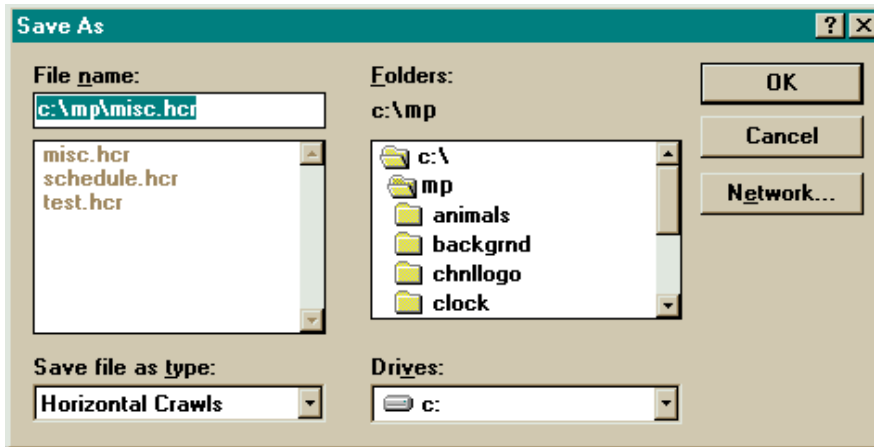 Save As
File name:
c:\mp\misc.hcr
misc.hcr
schedule.hcr
test.hcr
Save file as type:
Horizontal Crawls
Folders:
c:\mp
c:\
mp
animals
backgrnd
chnllogo
clock
Drives:
c:
OK
Cancel
Network...